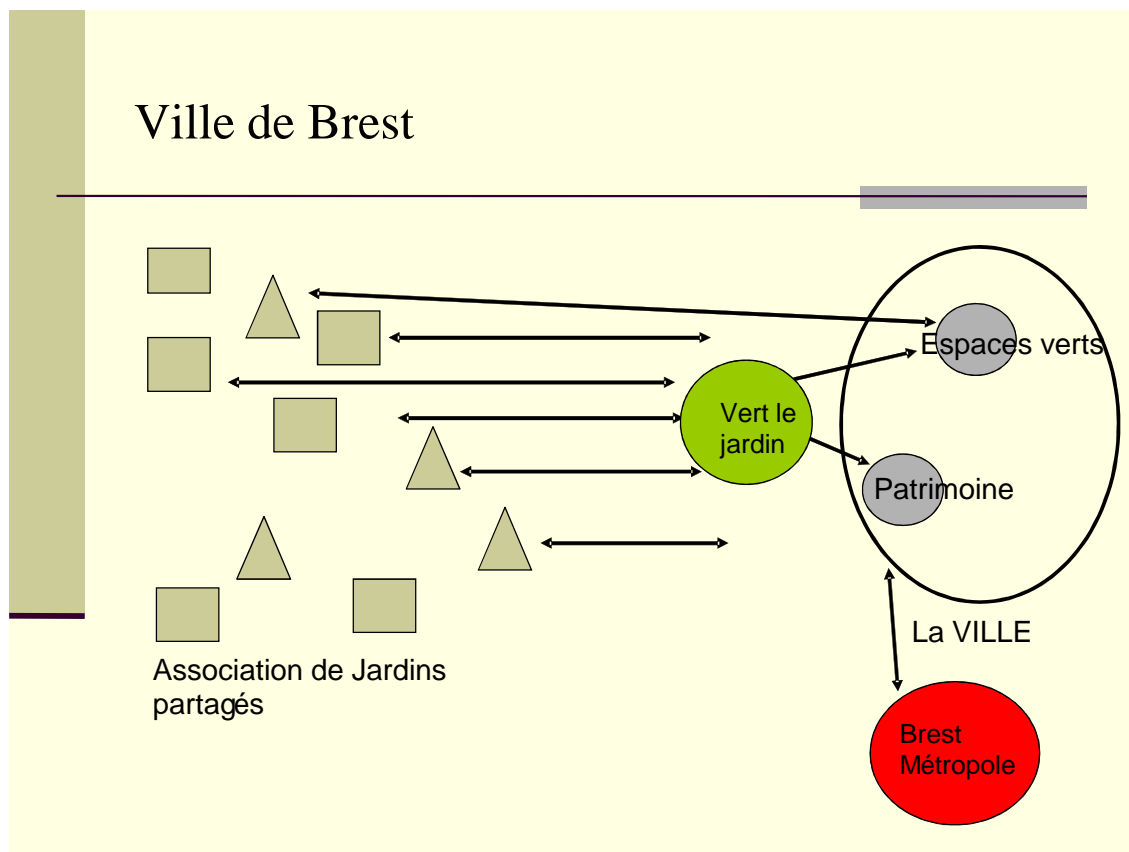 Ville de Brest
Espaces verts
Vert le
jardin
Patrimoine
La VILLE
Association de Jardins
partagés
Brest
Métropole